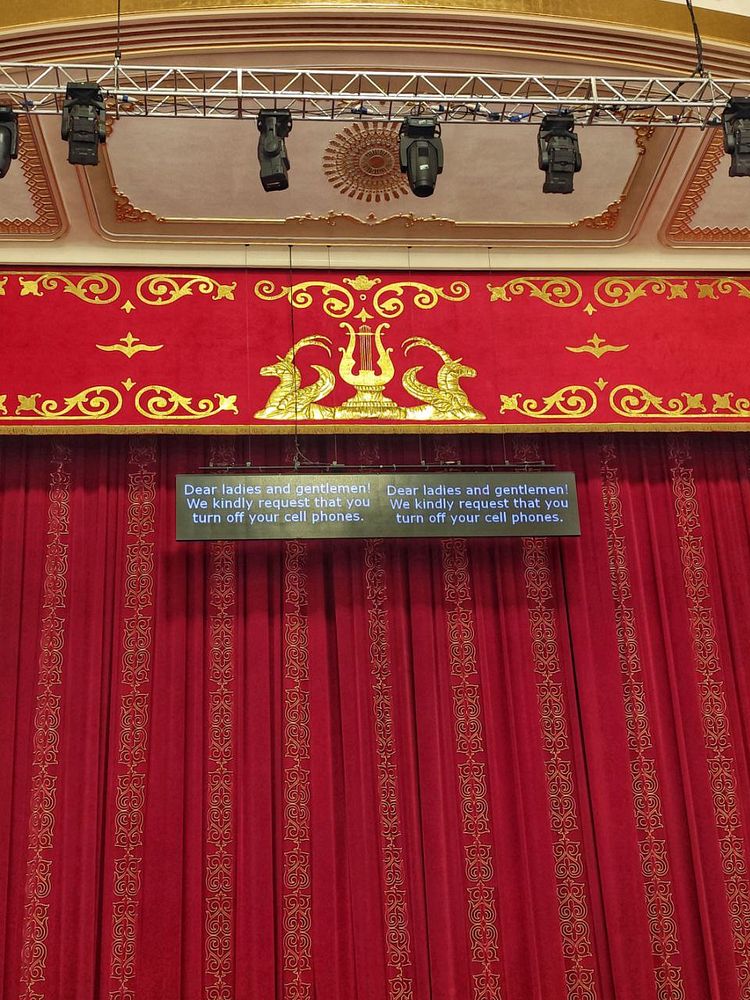 Dear ladies and gentlemen!
We kindly request that you
turn off your cell phones.
Dear ladies and gentlemen!
We kindly request that you
turn off your cell phones.